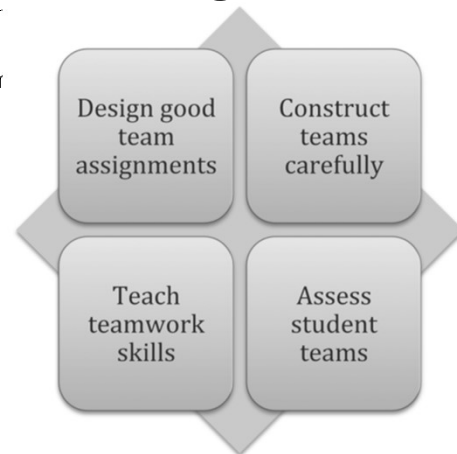 Design good
team
assignments
Construct
teams
carefully
Teach
teamwork
skills
Assess
student
teams